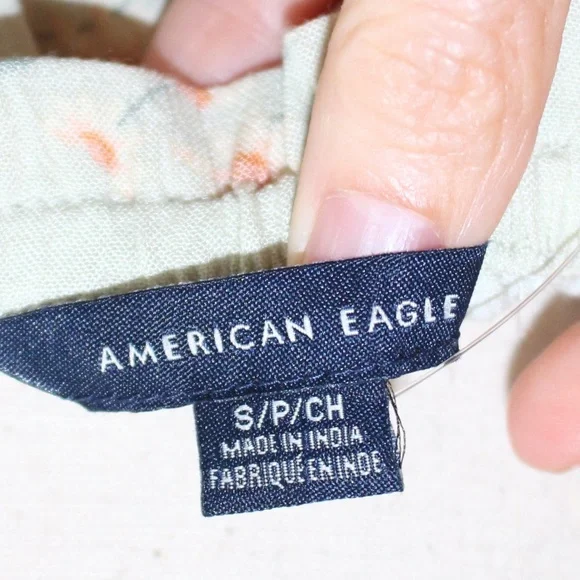 AMERICAN EAGLE
S/P/CH
MADE IN INDIA
FABRIQUÉ EN INDE